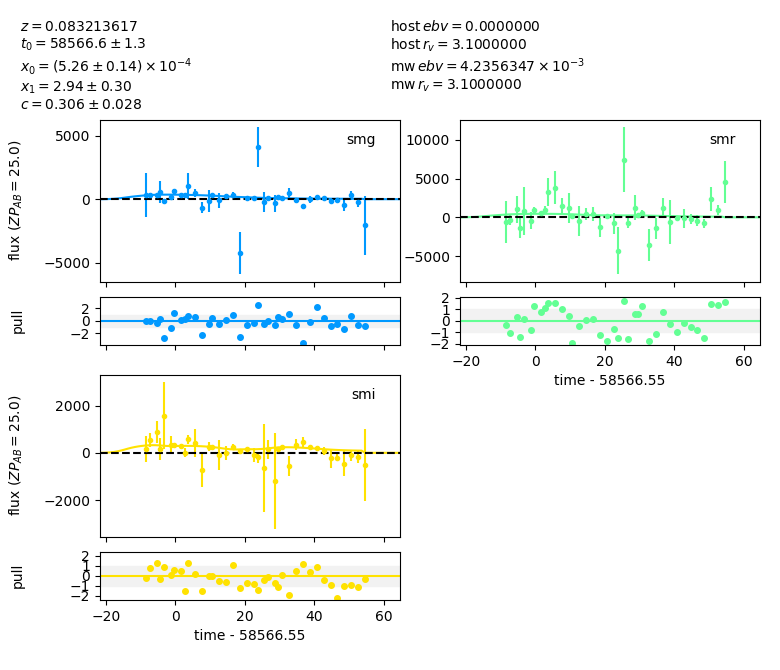 z = 0.083213617
t₀ = 58566.6 ± 1.3
x₀ = (5.26 ± 0.14) × 10⁻⁴
x₁ = 2.94 ± 0.30
c = 0.306 ± 0.028
host ebv = 0.0000000
host r_v = 3.1000000
mw ebv = 4.2356347 × 10⁻³
mw r_v = 3.1000000
flux (ZP_AB = 25.0)
5000
0
−5000
smg
10000
5000
0
−5000
smr
pull
2
0
−2
2
1
0
−1
−2
−20
0
20
40
60
time - 58566.55
flux (ZP_AB = 25.0)
2000
0
−2000
smi
pull
2
1
0
−1
−2
−20
0
20
40
60
time - 58566.55